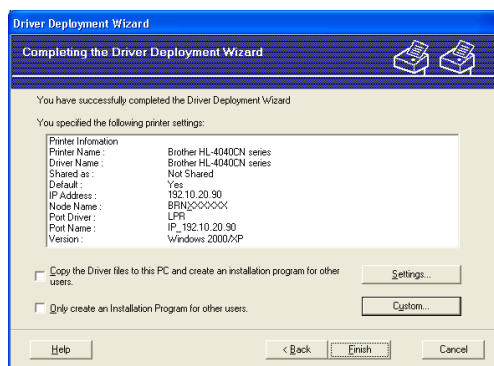 Driver Deployment Wizard
Completing the Driver Deployment Wizard
You have successfully completed the Driver Deployment Wizard
You specified the following printer settings:
Printer Infomation
Printer Name : Brother HL-4040CN series
Driver Name : Brother HL-4040CN series
Shared as : Not Shared
Default : Yes
IP Address : 192.10.20.90
Node Name : BRNXXXXXX
Port Driver : LPR
Port Name : IP_192.10.20.90
Version : Windows 2000/XP
Copy the Driver files to this PC and create an installation program for other
users.
Settings...
Only create an Installation Program for other users.
Custom...
Help
< Back
Finish
Cancel